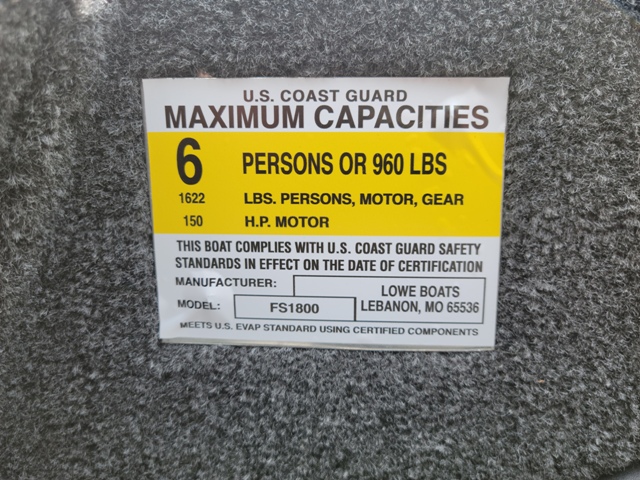 U.S. COAST GUARD
MAXIMUM CAPACITIES
6 PERSONS OR 960 LBS
1622 LBS. PERSONS, MOTOR, GEAR
150 H.P. MOTOR
THIS BOAT COMPLIES WITH U.S. COAST GUARD SAFETY
STANDARDS IN EFFECT ON THE DATE OF CERTIFICATION
MANUFACTURER: LOWE BOATS
MODEL: FS1800 LEBANON, MO 65536
MEETS U.S. EVAP STANDARD USING CERTIFIED COMPONENTS